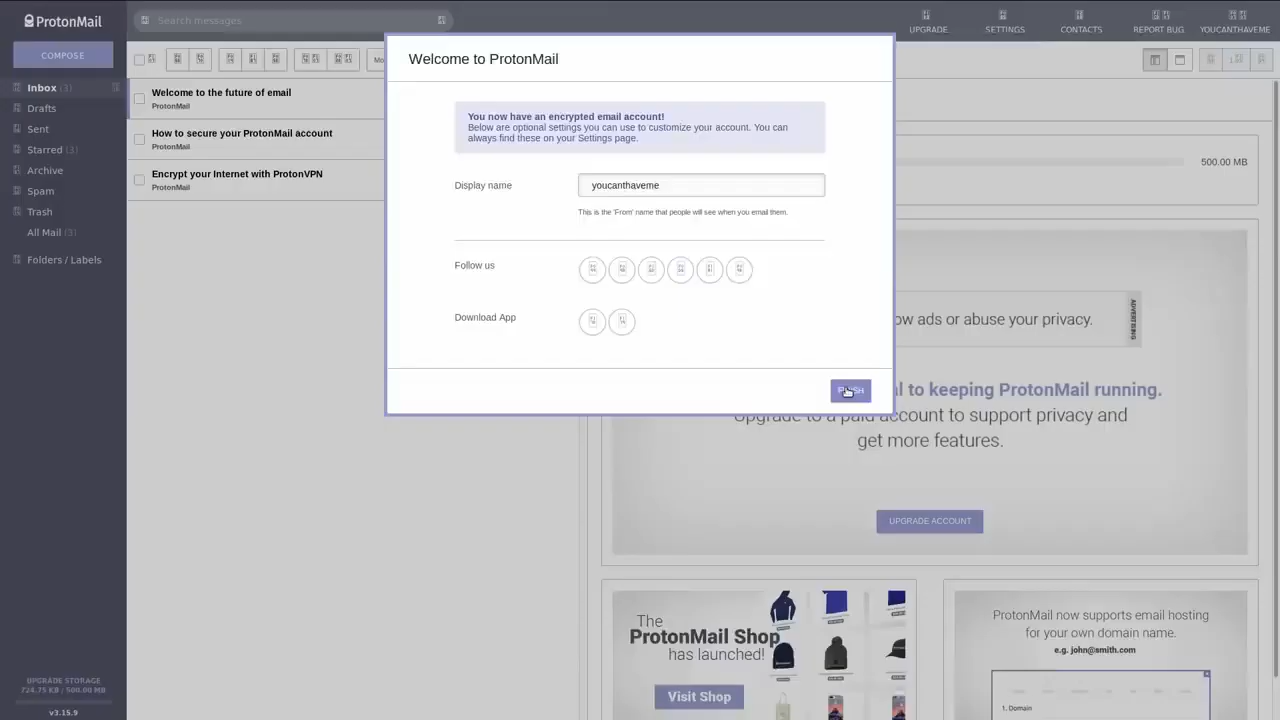 ProtonMail
Search messages
UPGRADE
SETTINGS
CONTACTS
REPORT BUG
YOUCANTHAVEME
COMPOSE
Mo
Inbox (3)
Drafts
Sent
Starred (3)
Archive
Spam
Trash
All Mail (3)
Folders / Labels
UPGRADE STORAGE
724.75 KB / 500.00 MB
v3.15.9
Welcome to the future of email
ProtonMail
How to secure your ProtonMail account
ProtonMail
Encrypt your Internet with ProtonVPN
ProtonMail
Welcome to ProtonMail
You now have an encrypted email account!
Below are optional settings you can use to customize your account. You can
always find these on your Settings page.
Display name
youcanthaveme
This is the 'From' name that people will see when you email them.
Follow us
Download App
500.00 MB
ow ads or abuse your privacy.
ADVERTISING
al to keeping ProtonMail running.
Upgrade to a paid account to support privacy and
get more features.
UPGRADE ACCOUNT
The
ProtonMail Shop
has launched!
Visit Shop
ProtonMail now supports email hosting
for your own domain name.
e.g. john@smith.com
1. Domain